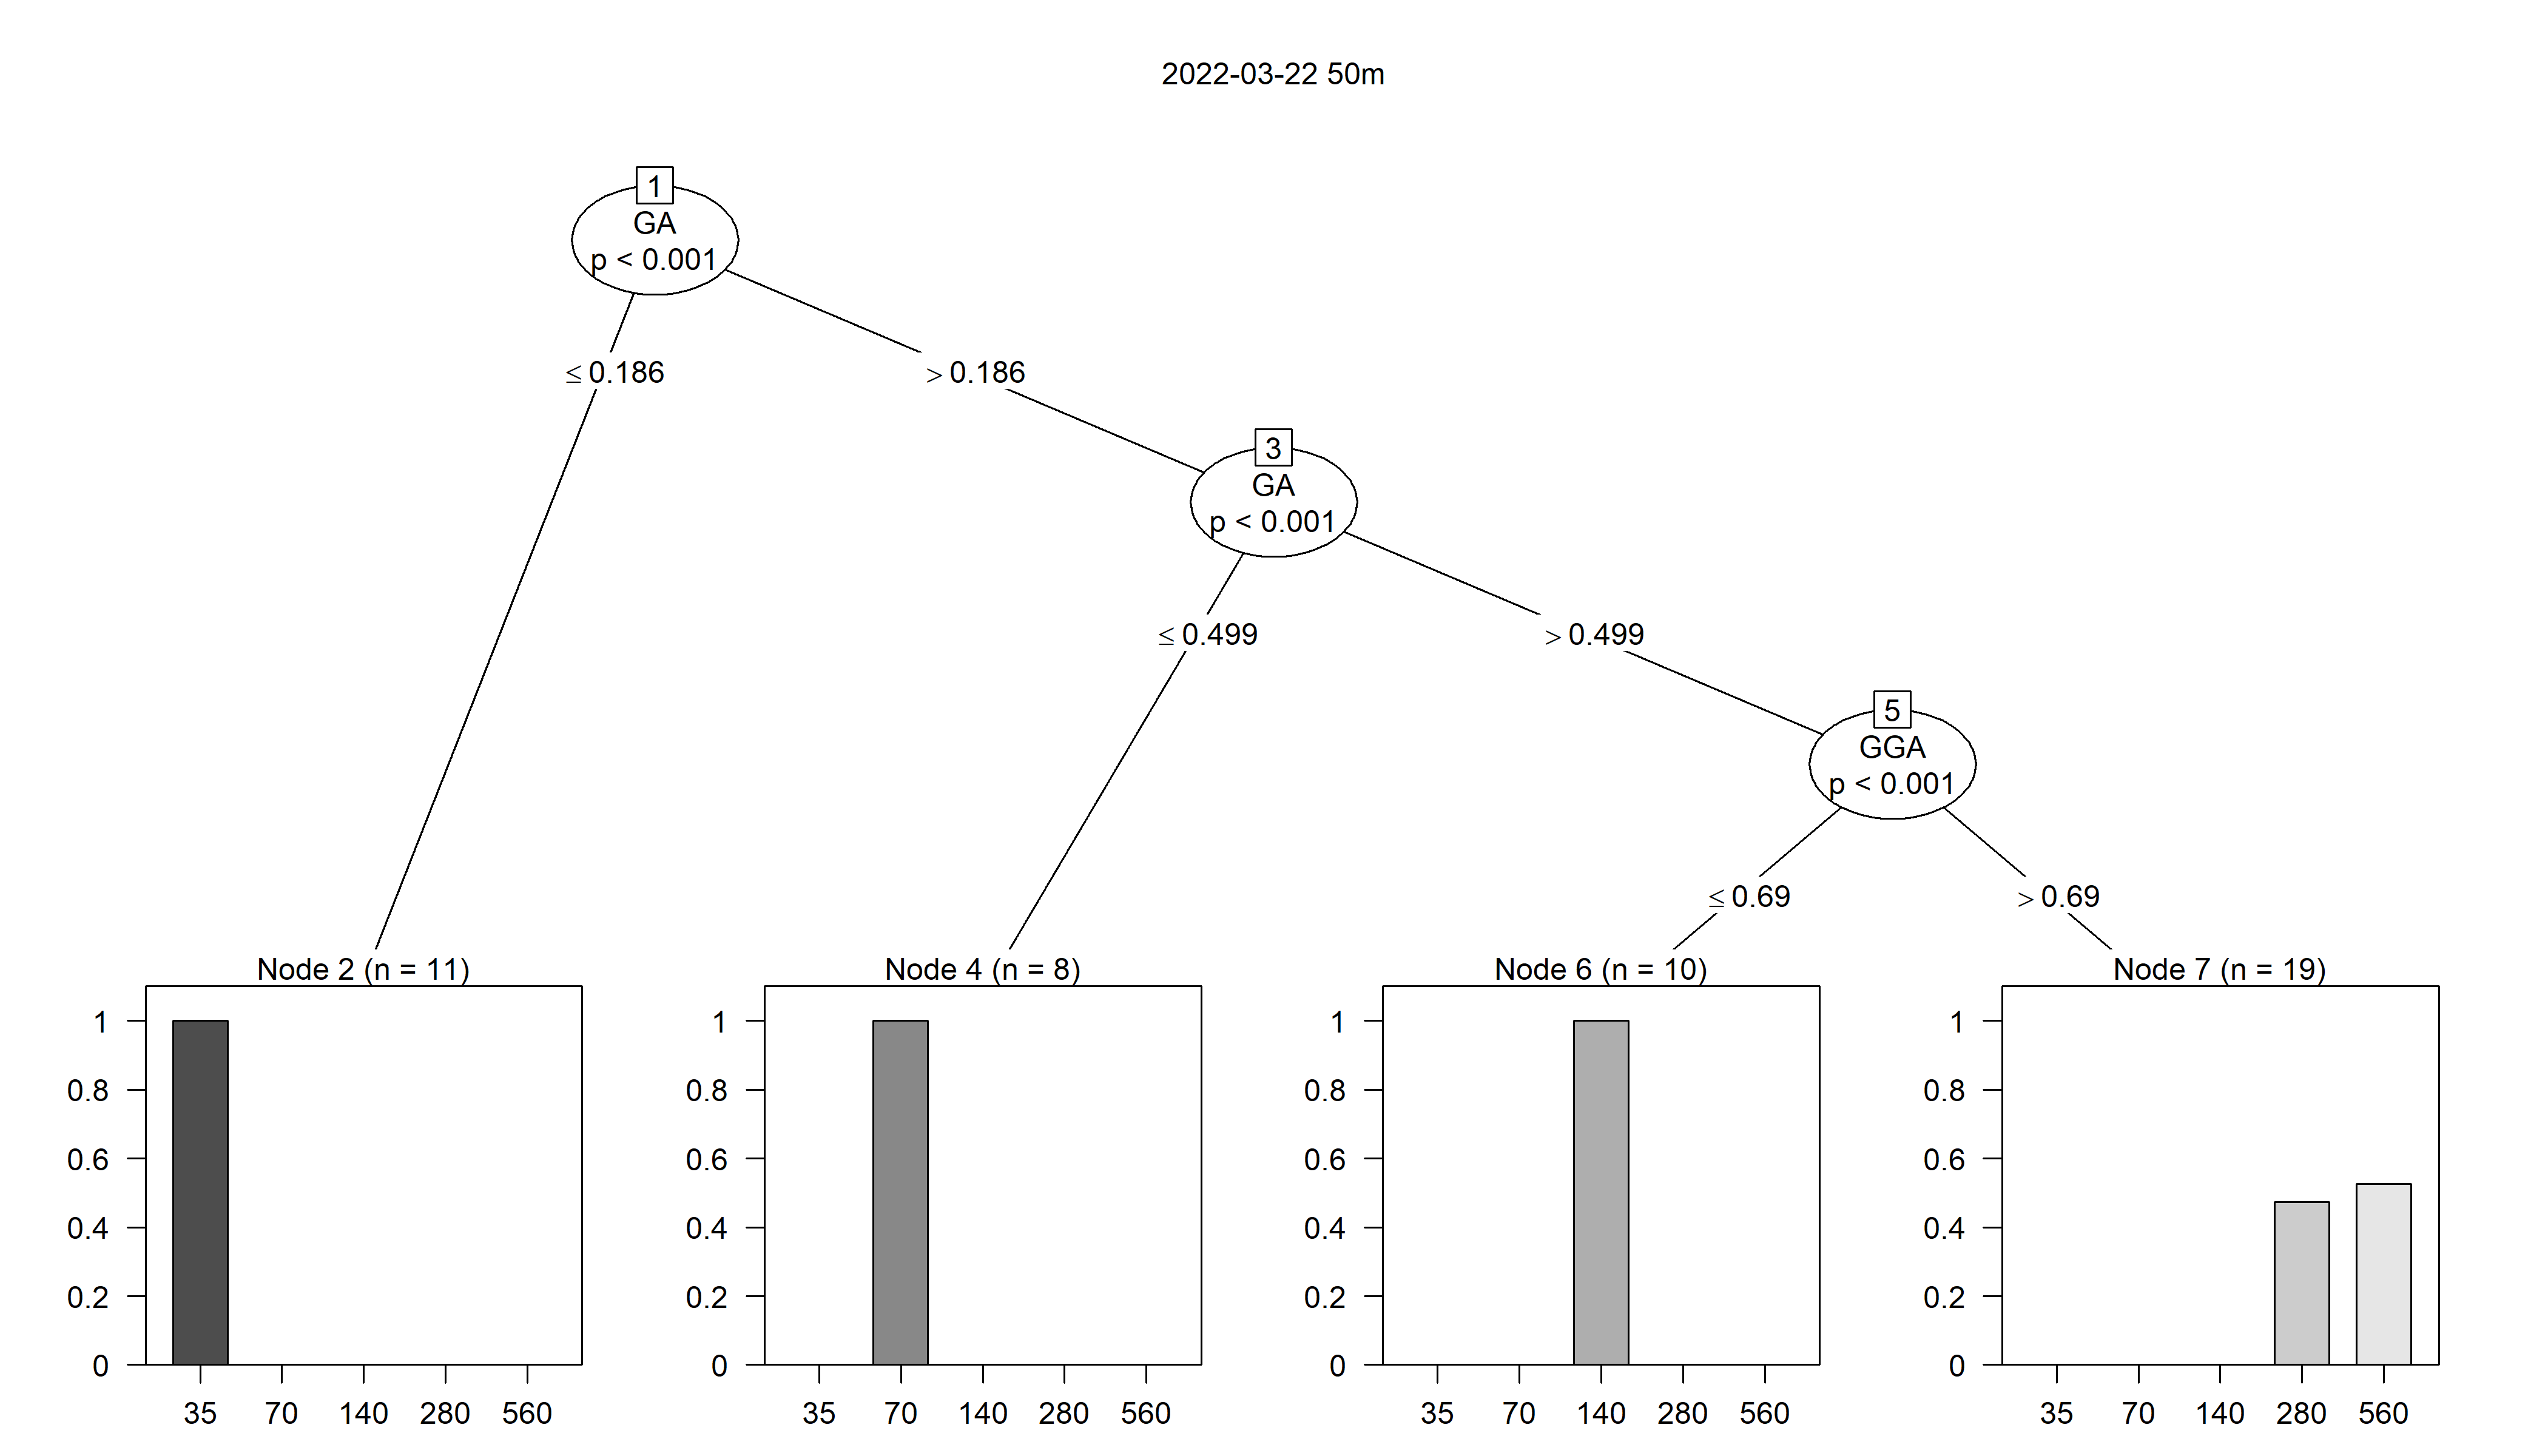 2022-03-22 50m
1
GA
p < 0.001
≤ 0.186
> 0.186
3
GA
p < 0.001
≤ 0.499
> 0.499
5
GGA
p < 0.001
≤ 0.69
> 0.69
Node 2 (n = 11)
1
0.8
0.6
0.4
0.2
0
35 70 140 280 560
Node 4 (n = 8)
1
0.8
0.6
0.4
0.2
0
35 70 140 280 560
Node 6 (n = 10)
1
0.8
0.6
0.4
0.2
0
35 70 140 280 560
Node 7 (n = 19)
1
0.8
0.6
0.4
0.2
0
35 70 140 280 560